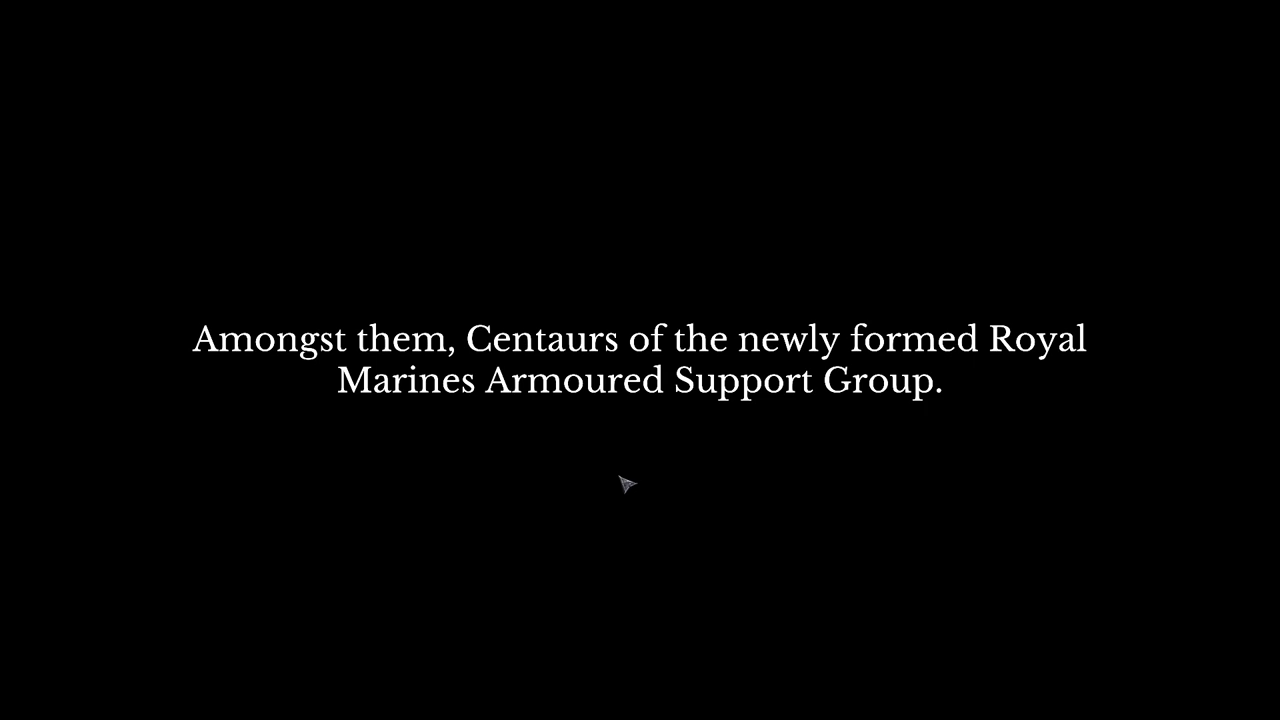 Amongst them, Centaurs of the newly formed Royal
Marines Armoured Support Group.